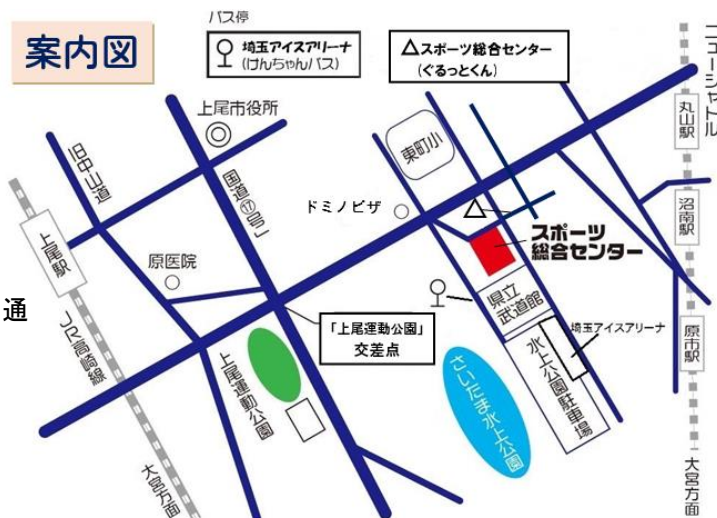 案内図
バス停
埼玉アイスアリーナ
(けんちゃんバス)
△スポーツ総合センター
(ぐるっとくん)
ニューシャトル
丸山駅
沼南駅
原市駅
大宮方面
上尾市役所
旧中山道
国道⑰号」
東町小
ドミノピザ
スポーツ
総合センター
上尾駅
原医院
通
JR高崎線
大宮方面
「上尾運動公園」
交差点
上尾運動公園
県立
武道館
埼玉アイスアリーナ
水上公園駐車場
さいたま水上公園